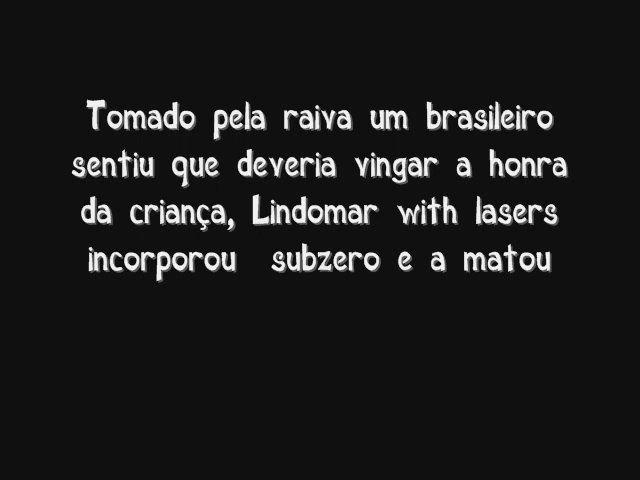 Tomado pela raiva um brasileiro
sentiu que deveria vingar a honra
da criança, Lindomar with lasers
incorporou subzero e a matou